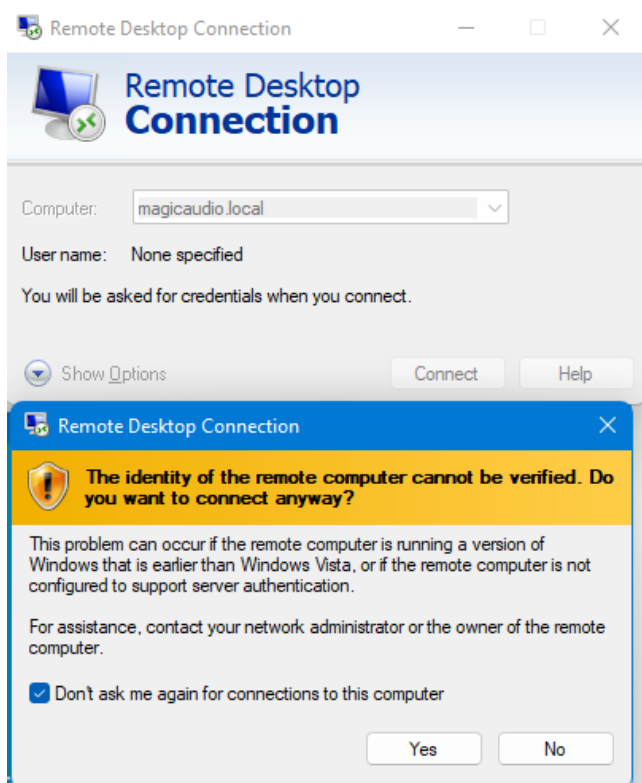 Remote Desktop Connection
Remote Desktop
Connection
Computer:
magicaudio.local
User name: None specified
You will be asked for credentials when you connect.
Show Options
Connect
Help
Remote Desktop Connection
The identity of the remote computer cannot be verified. Do
you want to connect anyway?
This problem can occur if the remote computer is running a version of
Windows that is earlier than Windows Vista, or if the remote computer is not
configured to support server authentication.
For assistance, contact your network administrator or the owner of the remote
computer.
Don't ask me again for connections to this computer
Yes
No